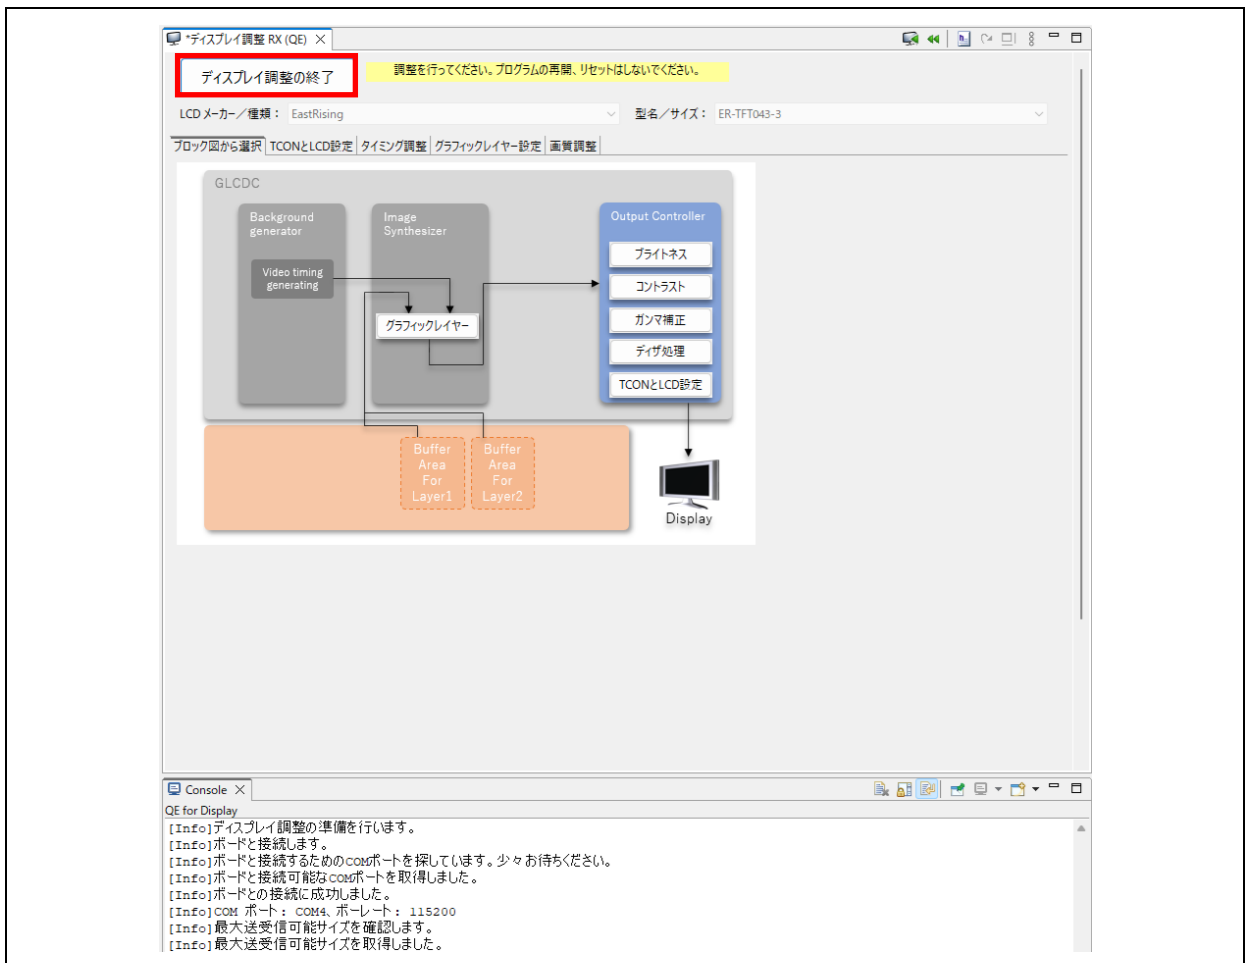 *ディスプレイ調整 RX (QE)
ディスプレイ調整の終了
調整を行ってください。プログラムの再開、リセットはしないでください。
LCD メーカー／種類： EastRising 型名／サイズ： ER-TFT043-3
ブロック図から選択 TCONとLCD設定 タイミング調整 グラフィックレイヤー設定 画質調整
GLCDC
Background
generator
Video timing
generating
Image
Synthesizer
グラフィックレイヤー
Output Controller
ブライトネス
コントラスト
ガンマ補正
ディザ処理
TCONとLCD設定
Buffer
Area
For
Layer1
Buffer
Area
For
Layer2
Display
Console
QE for Display
[Info]ディスプレイ調整の準備を行います。
[Info]ボードと接続します。
[Info]ボードと接続するためのCOMポートを探しています。少々お待ちください。
[Info]ボードと接続可能なCOMポートを取得しました。
[Info]ボードとの接続に成功しました。
[Info]COM ポート： COM4、ボーレート： 115200
[Info]最大送受信可能サイズを確認します。
[Info]最大送受信可能サイズを取得しました。